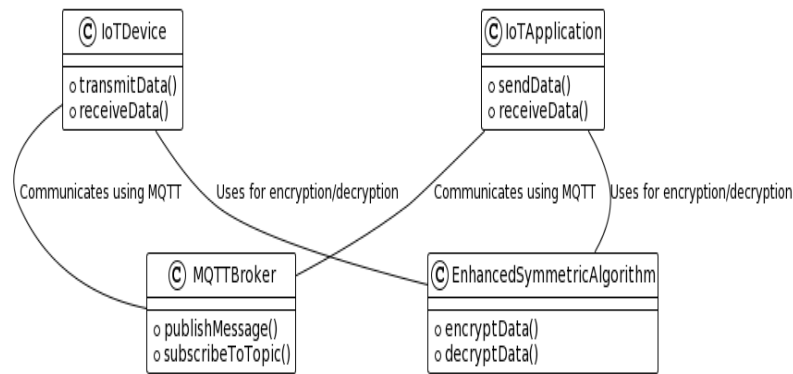 C IoTDevice
transmitData()
receiveData()
C IoTApplication
sendData()
receiveData()
Communicates using MQTT
Uses for encryption/decryption
Communicates using MQTT
Uses for encryption/decryption
C MQTTBroker
publishMessage()
subscribeToTopic()
C EnhancedSymmetricAlgorithm
encryptData()
decryptData()